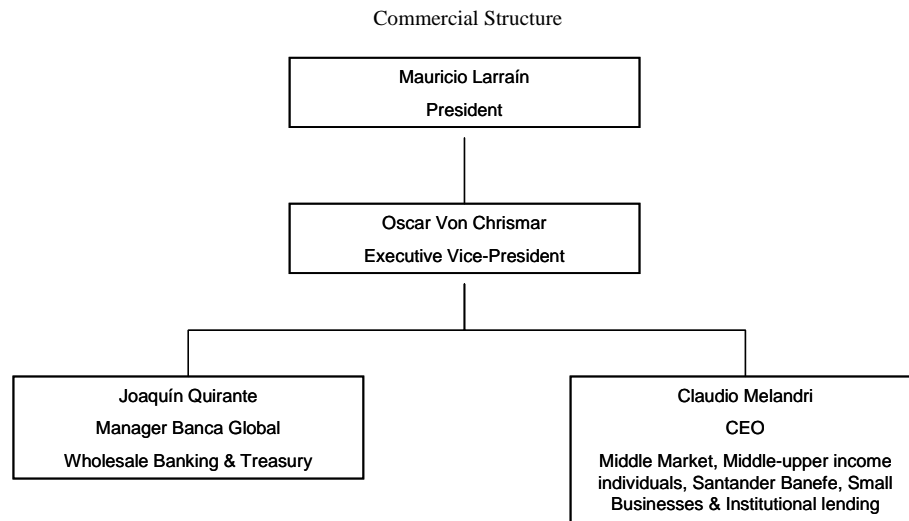 Commercial Structure
Mauricio Larraín
President
Oscar Von Chrismar
Executive Vice-President
Joaquín Quirante
Manager Banca Global
Wholesale Banking & Treasury
Claudio Melandri
CEO
Middle Market, Middle-upper income
individuals, Santander Banefe, Small
Businesses & Institutional lending